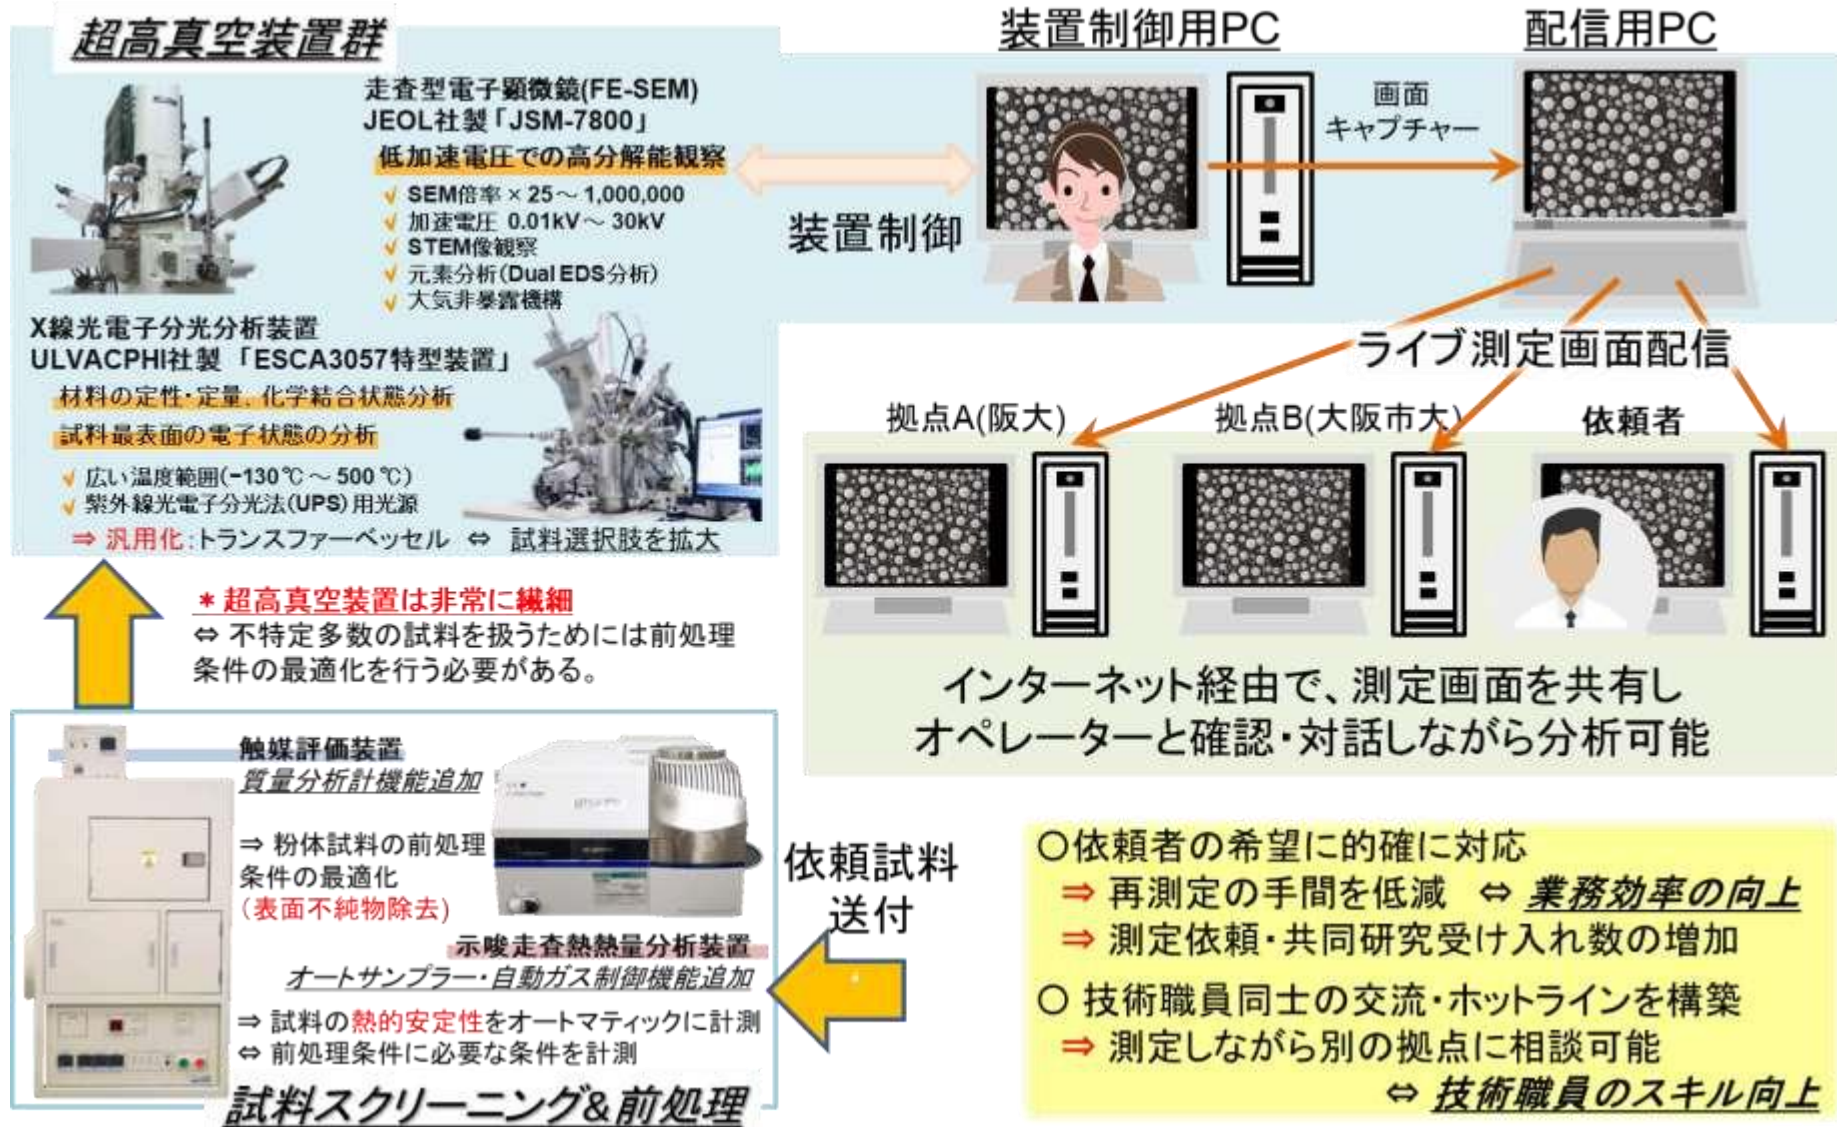 超高真空装置群
走査型電子顕微鏡(FE-SEM)
JEOL社製「JSM-7800」
低加速電圧での高分解能観察
✓ SEM倍率 × 25～ 1,000,000
✓ 加速電圧 0.01kV～ 30kV
✓ STEM像観察
✓ 元素分析(Dual EDS分析)
✓ 大気非暴露機構
X線光電子分光分析装置
ULVACPHI社製 「ESCA3057特型装置」
材料の定性・定量, 化学結合状態分析
試料最表面の電子状態の分析
✓ 広い温度範囲(-130℃～ 500 ℃)
✓ 紫外線光電子分光法(UPS)用光源
⇒ 汎用化:トランスファーベッセル ⇔ 試料選択肢を拡大
装置制御
装置制御用PC
画面
キャプチャー
配信用PC
ライブ測定画面配信
拠点A(阪大)
拠点B(大阪市大)
依頼者
インターネット経由で、測定画面を共有し
オペレーターと確認・対話しながら分析可能
＊超高真空装置は非常に繊細
⇔ 不特定多数の試料を扱うためには前処理
条件の最適化を行う必要がある。
触媒評価装置
質量分析計機能追加
⇒ 粉体試料の前処理
条件の最適化
（表面不純物除去)
示唆走査熱熱量分析装置
オートサンプラー・自動ガス制御機能追加
⇒ 試料の熱的安定性をオートマティックに計測
⇔ 前処理条件に必要な条件を計測
試料スクリーニング&前処理
依頼試料
送付
○依頼者の希望に的確に対応
⇒ 再測定の手間を低減 ⇔ 業務効率の向上
⇒ 測定依頼・共同研究受け入れ数の増加
○ 技術職員同士の交流・ホットラインを構築
⇒ 測定しながら別の拠点に相談可能
⇔ 技術職員のスキル向上